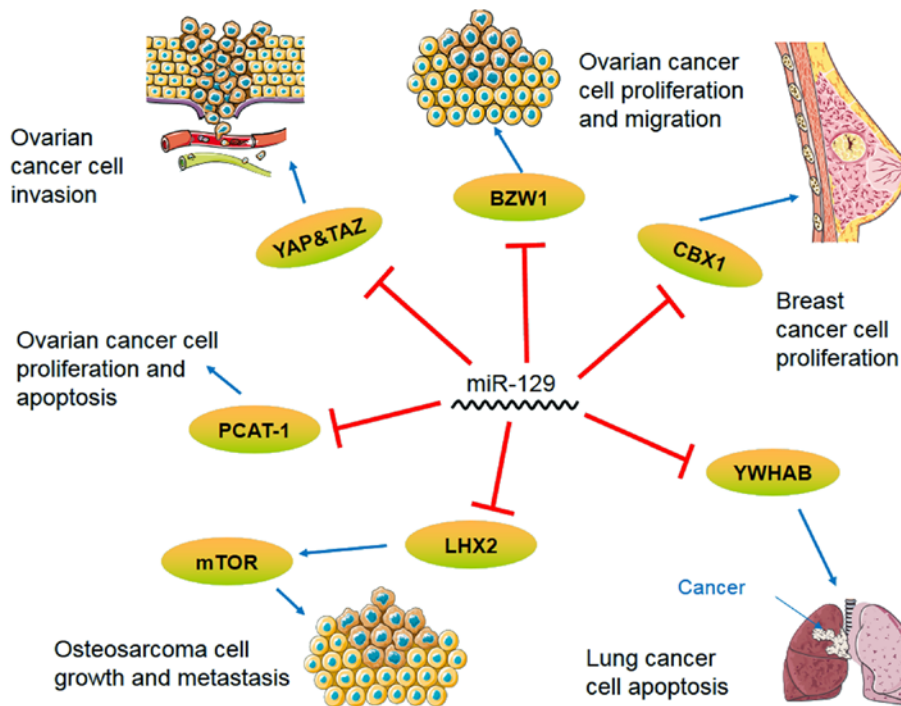 Ovarian
cancer cell
invasion
Ovarian cancer
cell proliferation
and migration
BZW1
YAP&TAZ
CBX1
Breast
cancer cell
proliferation
Ovarian cancer cell
proliferation and
apoptosis
miR-129
PCAT-1
YWHAB
LHX2
mTOR
Cancer
Osteosarcoma cell
growth and metastasis
Lung cancer
cell apoptosis